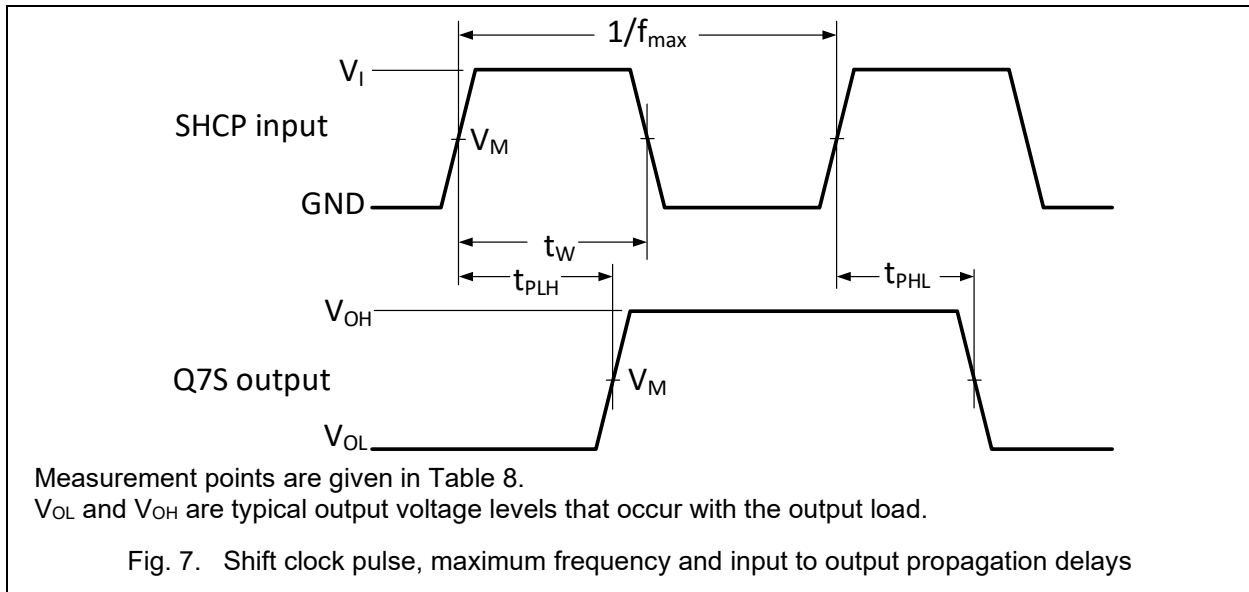 1/fmax
VI
SHCP input
VM
GND
tW
tPLH
tPHL
VOH
Q7S output
VM
VOL
Measurement points are given in Table 8.
VOL and VOH are typical output voltage levels that occur with the output load.
Fig. 7. Shift clock pulse, maximum frequency and input to output propagation delays